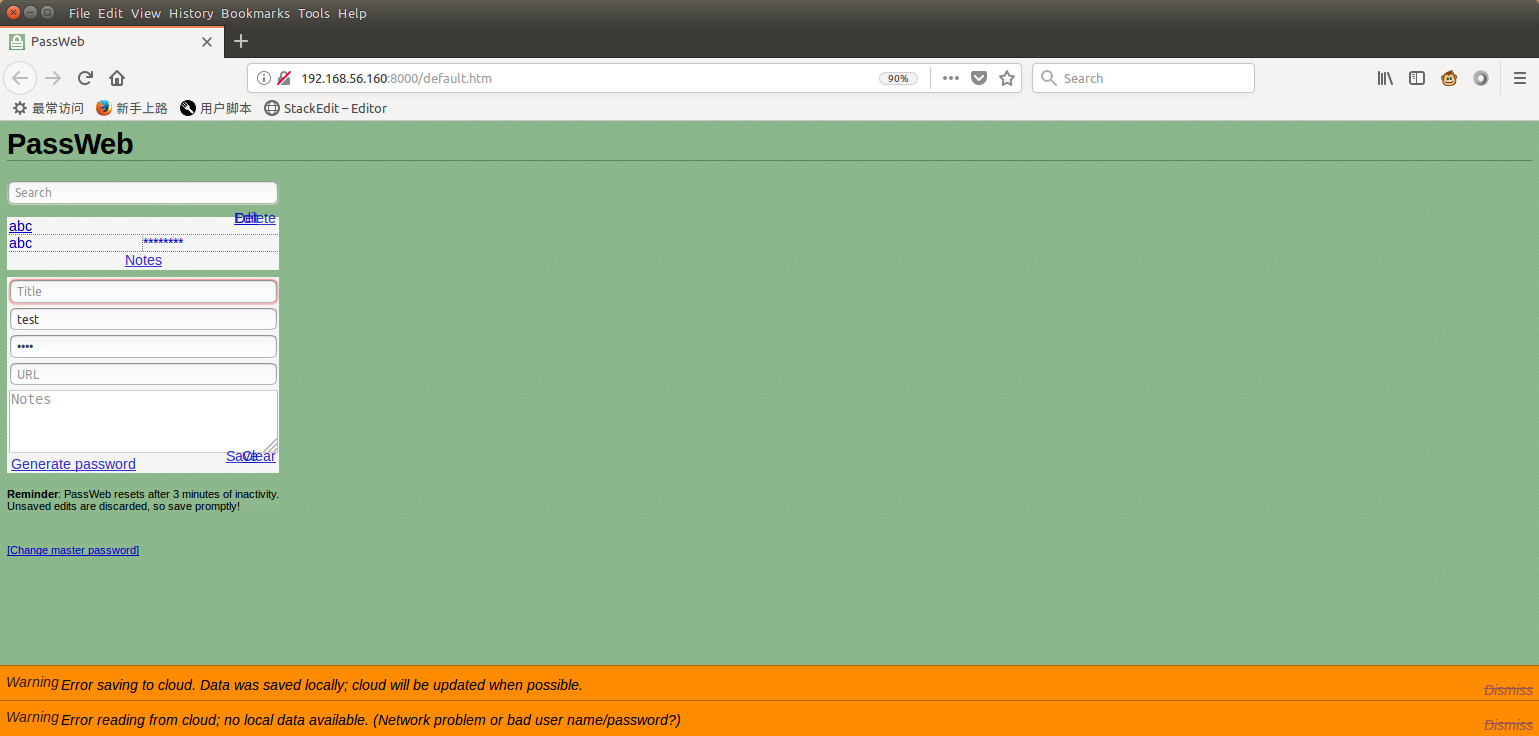 File Edit View History Bookmarks Tools Help
PassWeb
192.168.56.160:8000/default.htm
90%
Search
最常访问 新手上路 用户脚本 StackEdit – Editor
PassWeb
Search
abc Edit Delete
abc ********
Notes
Title
test
••••
URL
Notes
Generate password Save Clear
Reminder: PassWeb resets after 3 minutes of inactivity.
Unsaved edits are discarded, so save promptly!
[Change master password]
Warning Error saving to cloud. Data was saved locally; cloud will be updated when possible. Dismiss
Warning Error reading from cloud; no local data available. (Network problem or bad user name/password?) Dismiss